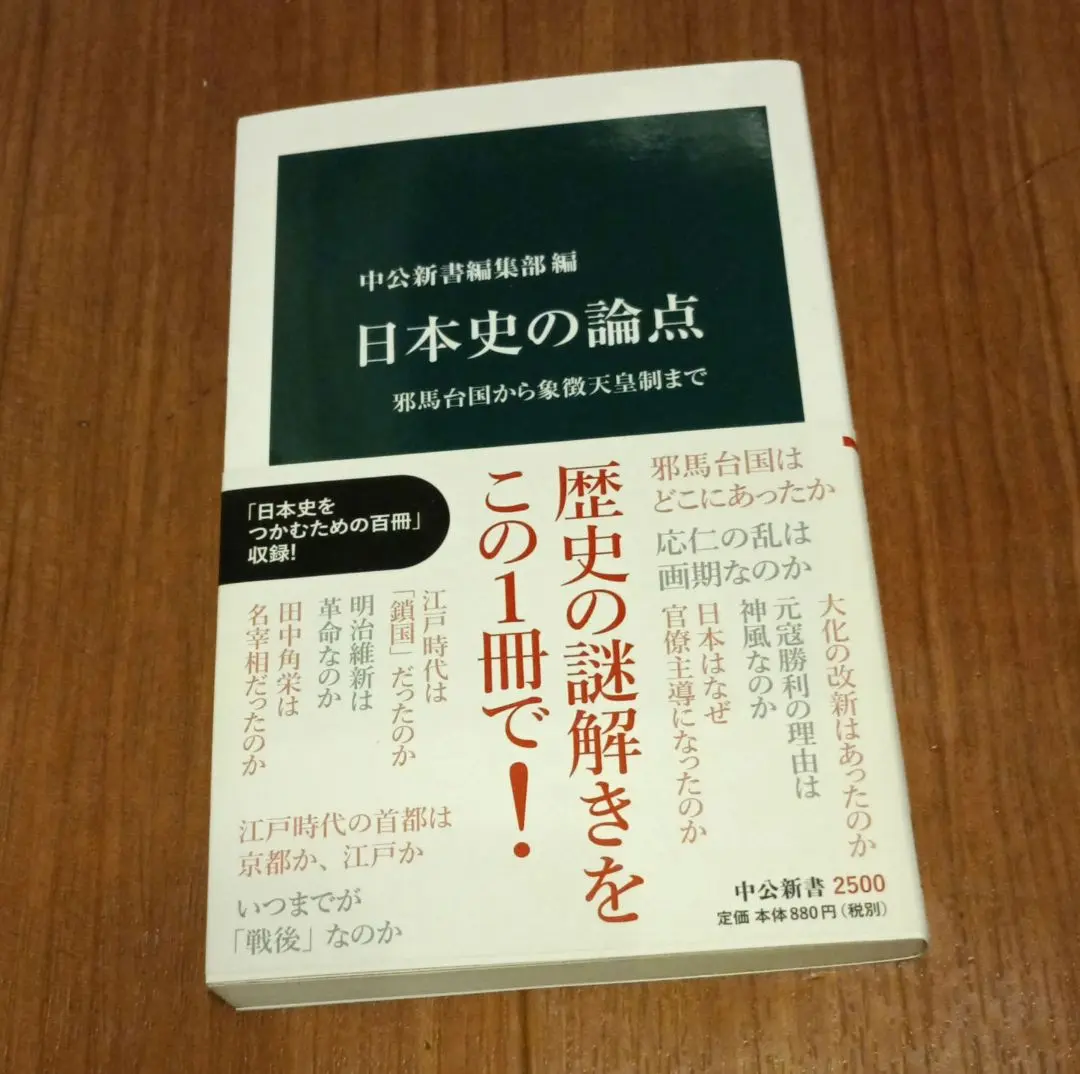 中公新書編集部 編
日本史の論点
邪馬台国から象徴天皇制まで
「日本史を
つかむための百冊」
収録!
歴史の謎解きを
この1冊で!
邪馬台国は
どこにあったか
応仁の乱は
画期なのか
大化の改新はあったのか
元寇勝利の理由は
神風なのか
日本はなぜ
官僚主導になったのか
江戸時代は
「鎖国」だったのか
明治維新は
革命なのか
田中角栄は
名宰相だったのか
江戸時代の首都は
京都か、江戸か
いつまでが
「戦後」なのか
中公新書 2500
定価 本体880円(税別)